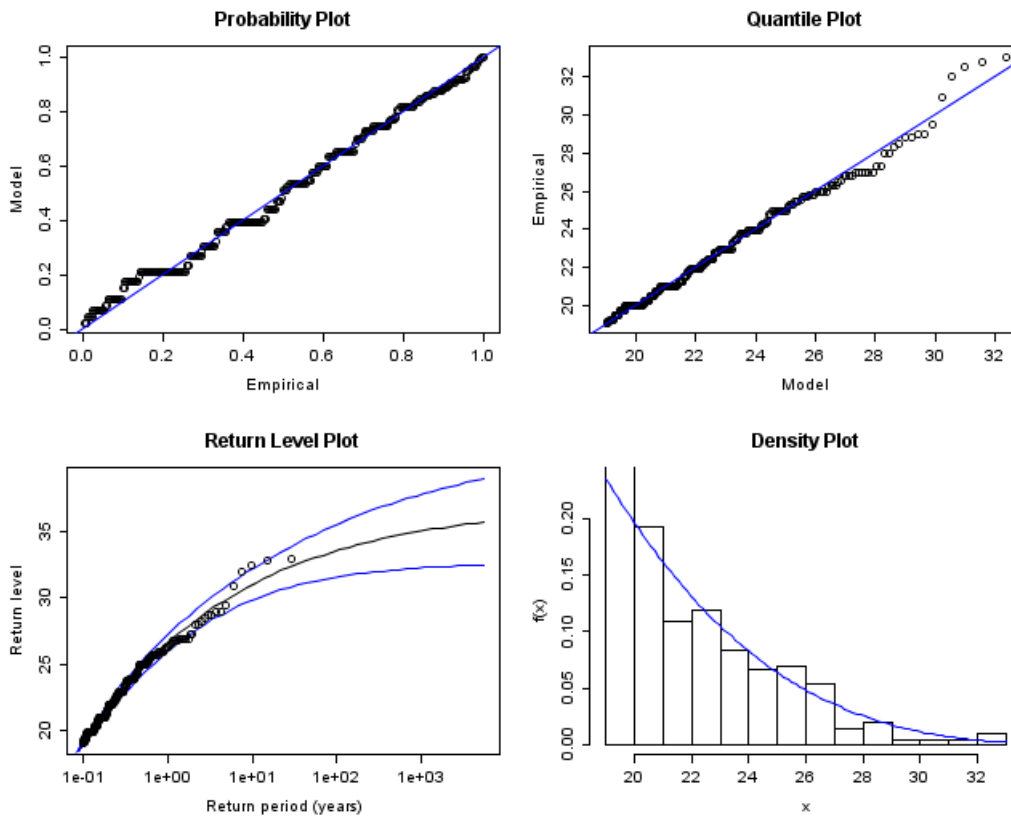 Probability Plot
Model
0.0 0.2 0.4 0.6 0.8 1.0
0.0 0.2 0.4 0.6 0.8 1.0
Empirical
Quantile Plot
Empirical
20 22 24 26 28 30 32
20 22 24 26 28 30 32
Model
Return Level Plot
Return level
20 25 30 35
1e-01 1e+00 1e+01 1e+02 1e+03
Return period (years)
Density Plot
f(x)
0.00 0.05 0.10 0.15 0.20
20 22 24 26 28 30 32
x